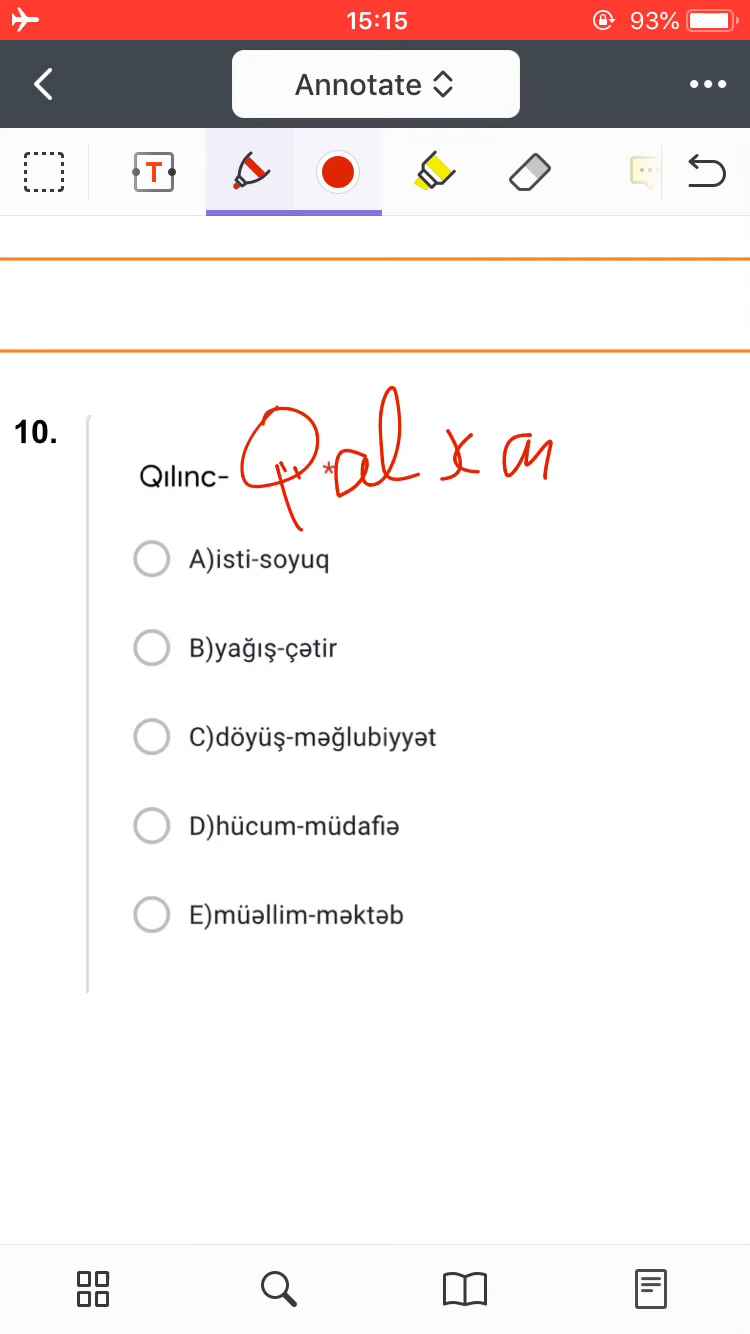 15:15
93%
Annotate
T
10.
Qılınc- Qalxan *
A)isti-soyuq
B)yağış-çətir
C)döyüş-məğlubiyyət
D)hücum-müdafiə
E)müəllim-məktəb